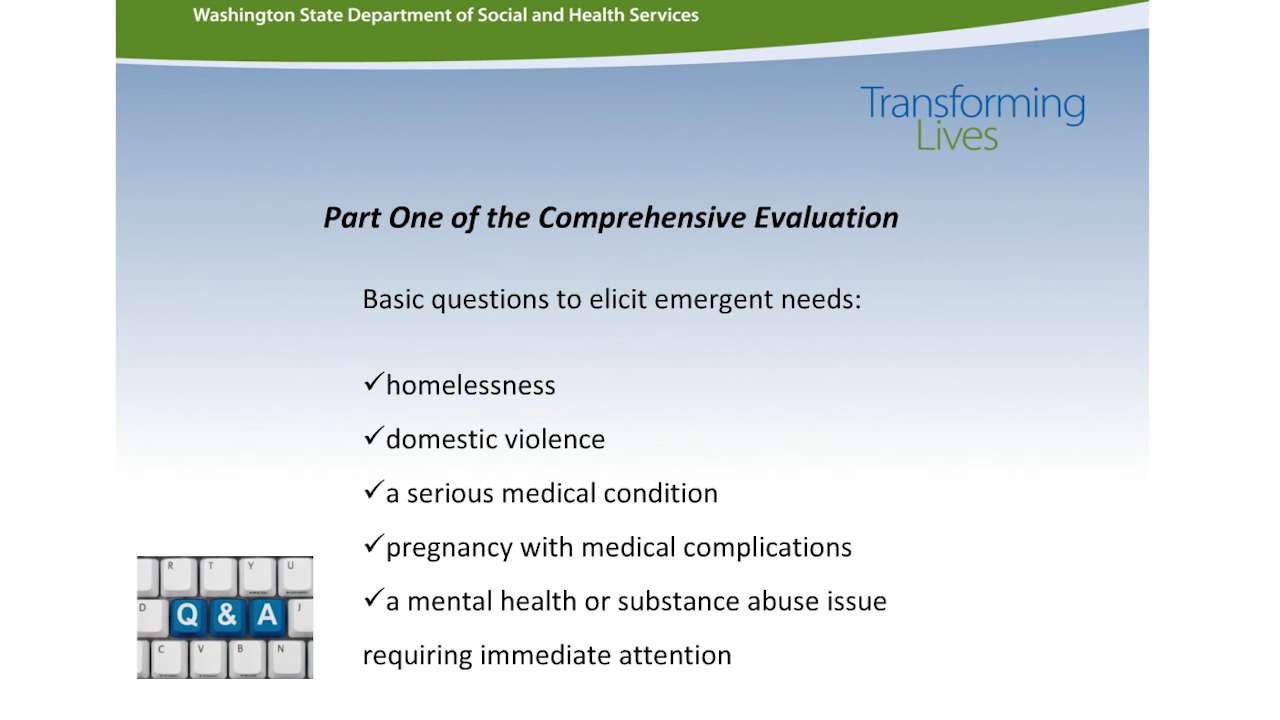 Washington State Department of Social and Health Services
Transforming
Lives
Part One of the Comprehensive Evaluation
Basic questions to elicit emergent needs:
✓homelessness
✓domestic violence
✓a serious medical condition
✓pregnancy with medical complications
✓a mental health or substance abuse issue
requiring immediate attention
R T Y U
D Q & A J
C V B N